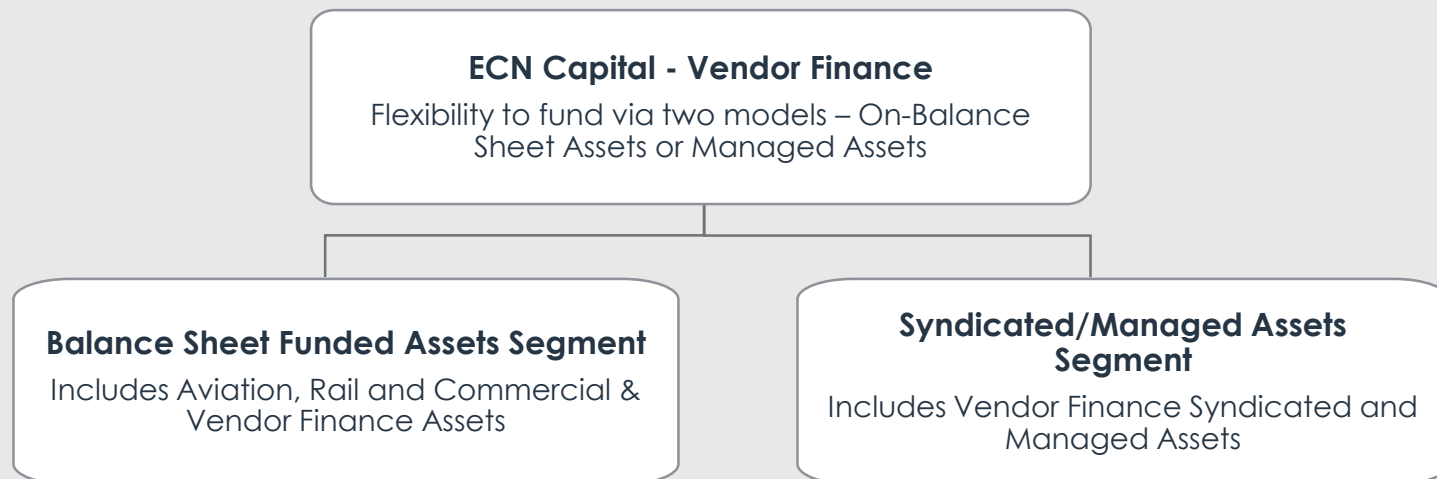 ECN Capital - Vendor Finance
Flexibility to fund via two models – On-Balance
Sheet Assets or Managed Assets
Balance Sheet Funded Assets Segment
Includes Aviation, Rail and Commercial &
Vendor Finance Assets
Syndicated/Managed Assets
Segment
Includes Vendor Finance Syndicated and
Managed Assets